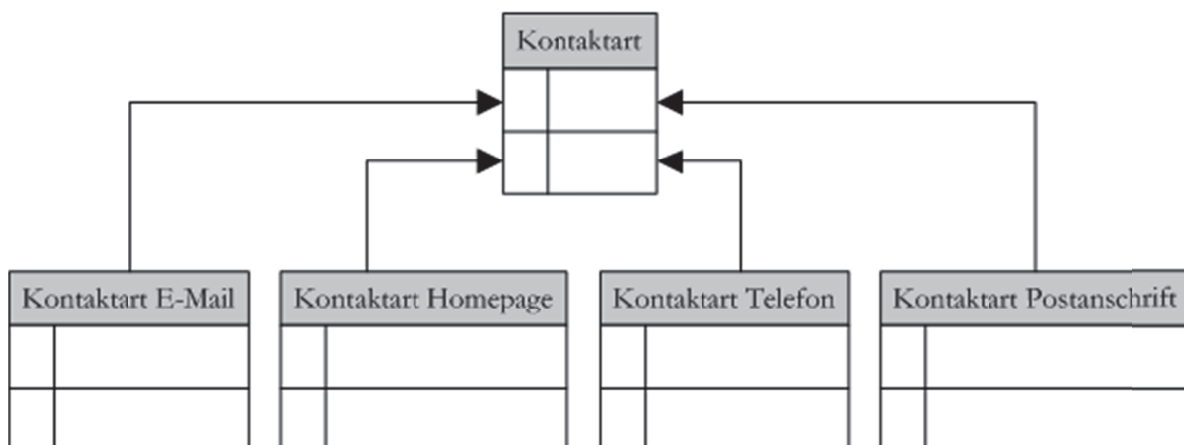 Kontaktart
Kontaktart E-Mail
Kontaktart Homepage
Kontaktart Telefon
Kontaktart Postanschrift